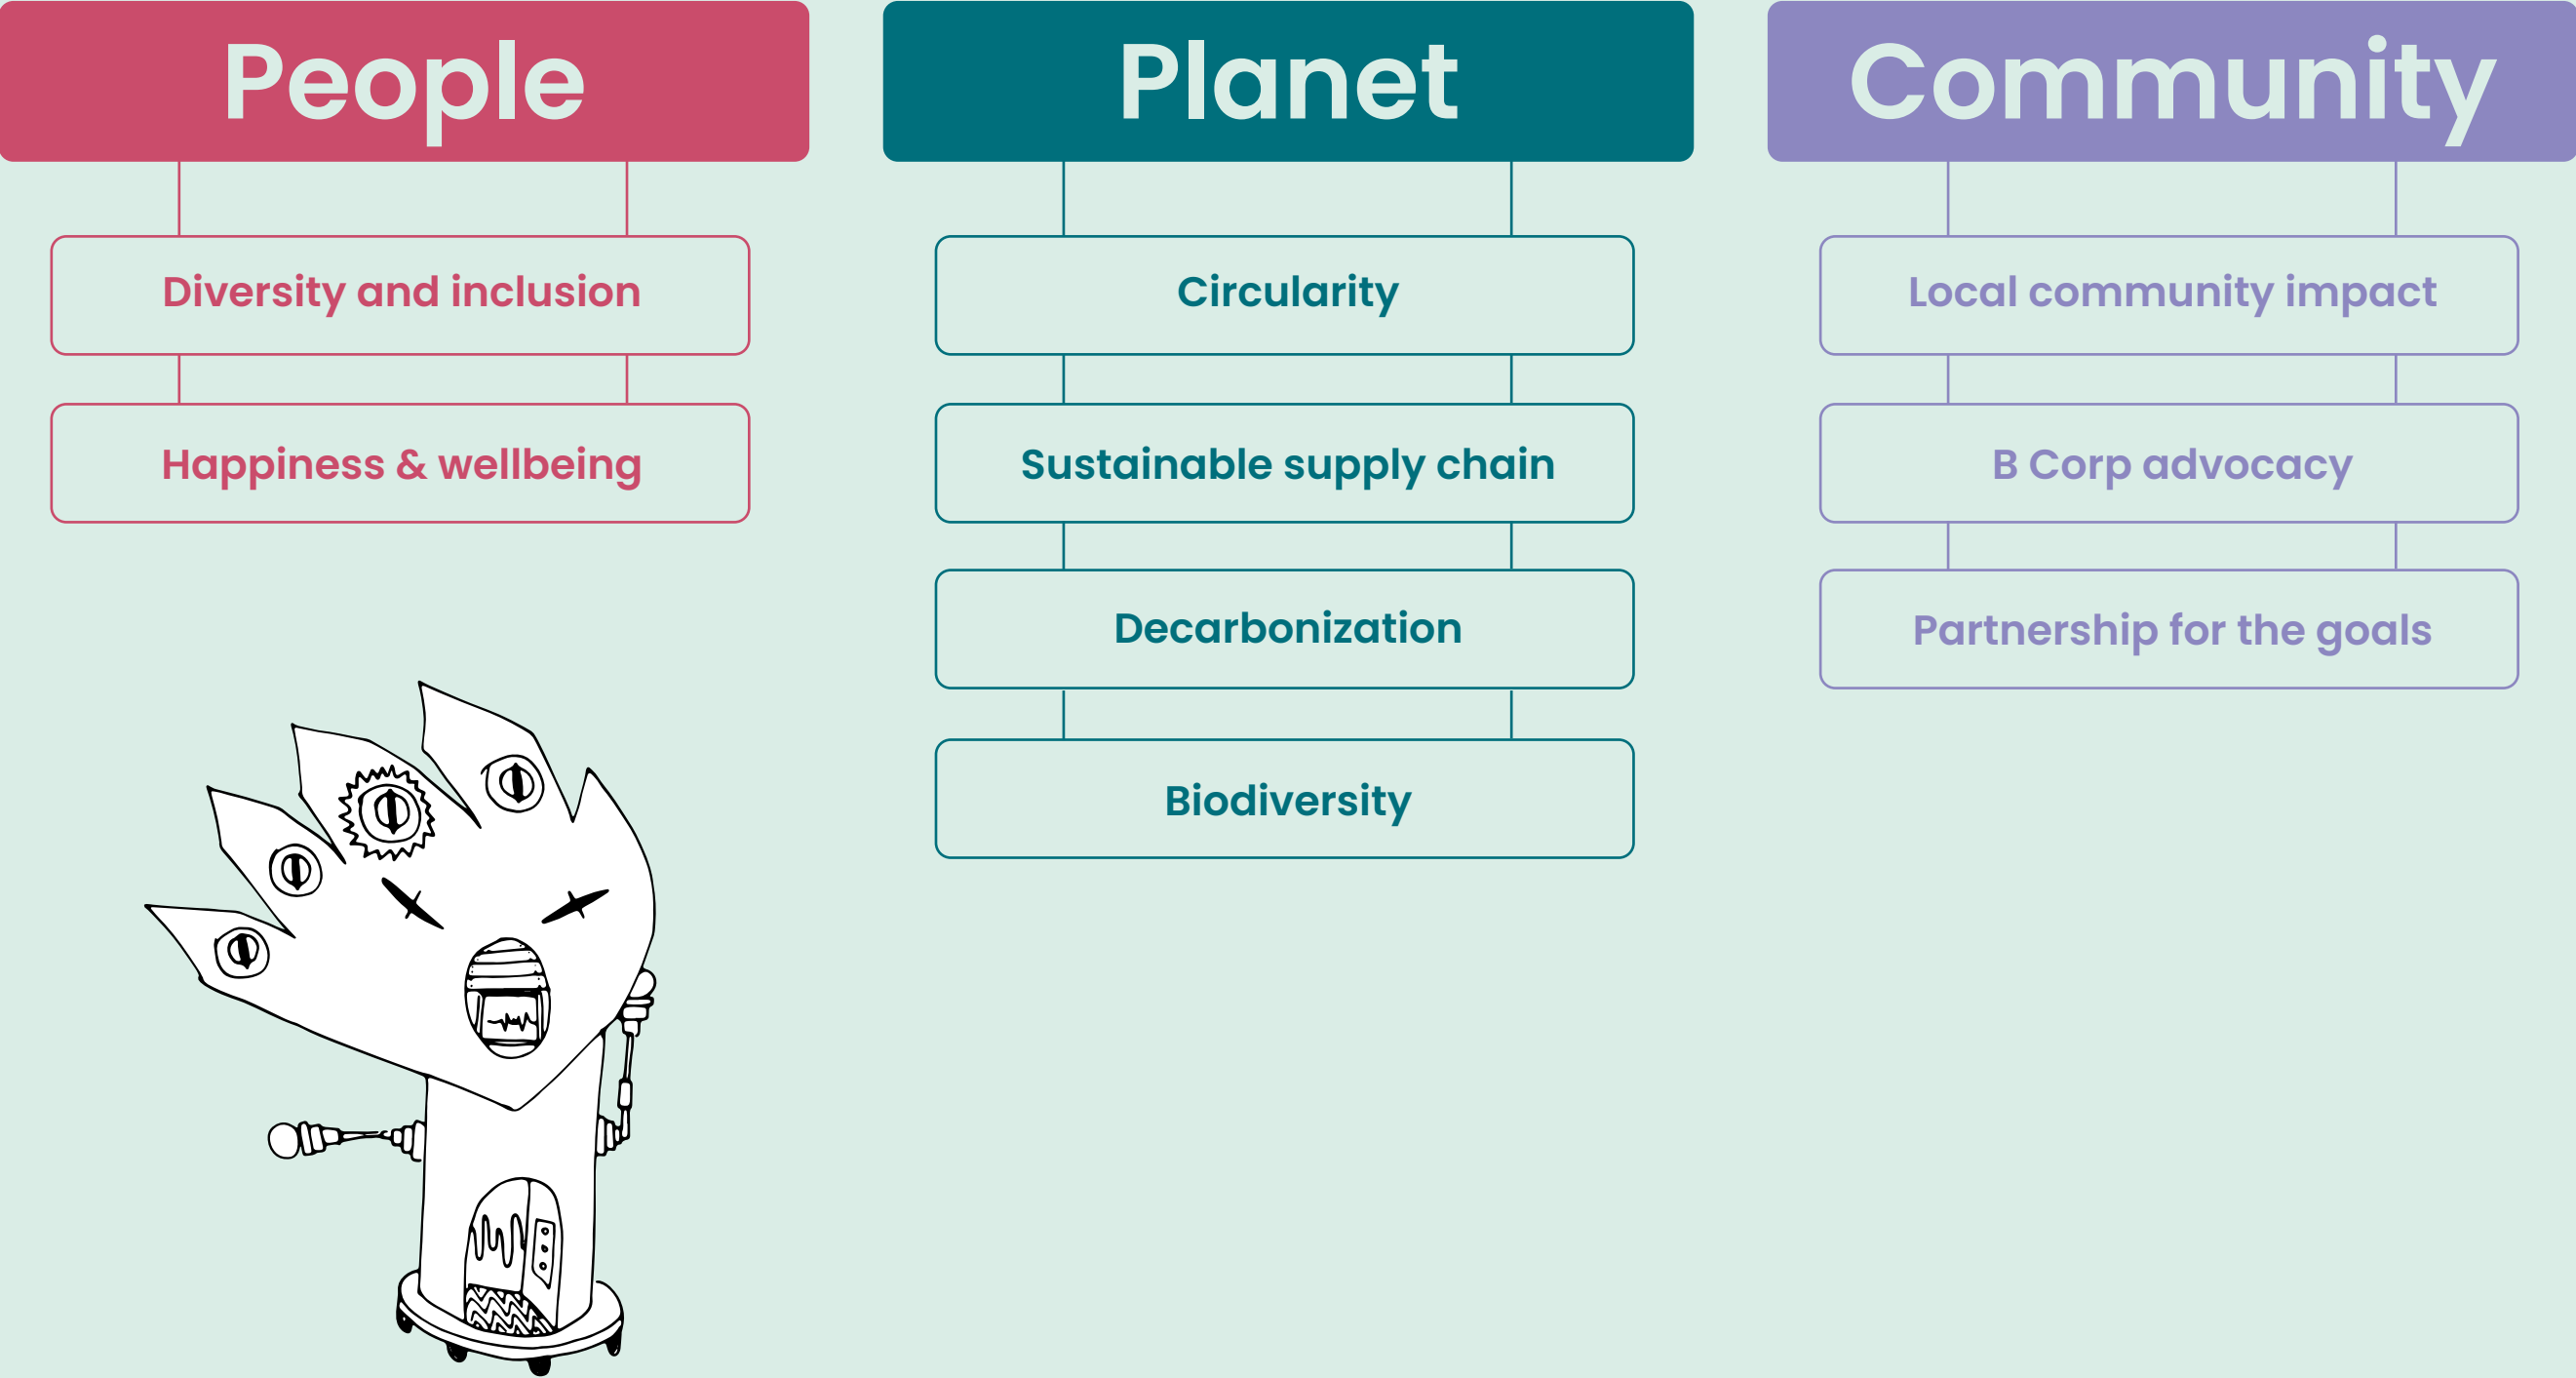 People
Diversity and inclusion
Happiness & wellbeing
Planet
Circularity
Sustainable supply chain
Decarbonization
Biodiversity
Community
Local community impact
B Corp advocacy
Partnership for the goals